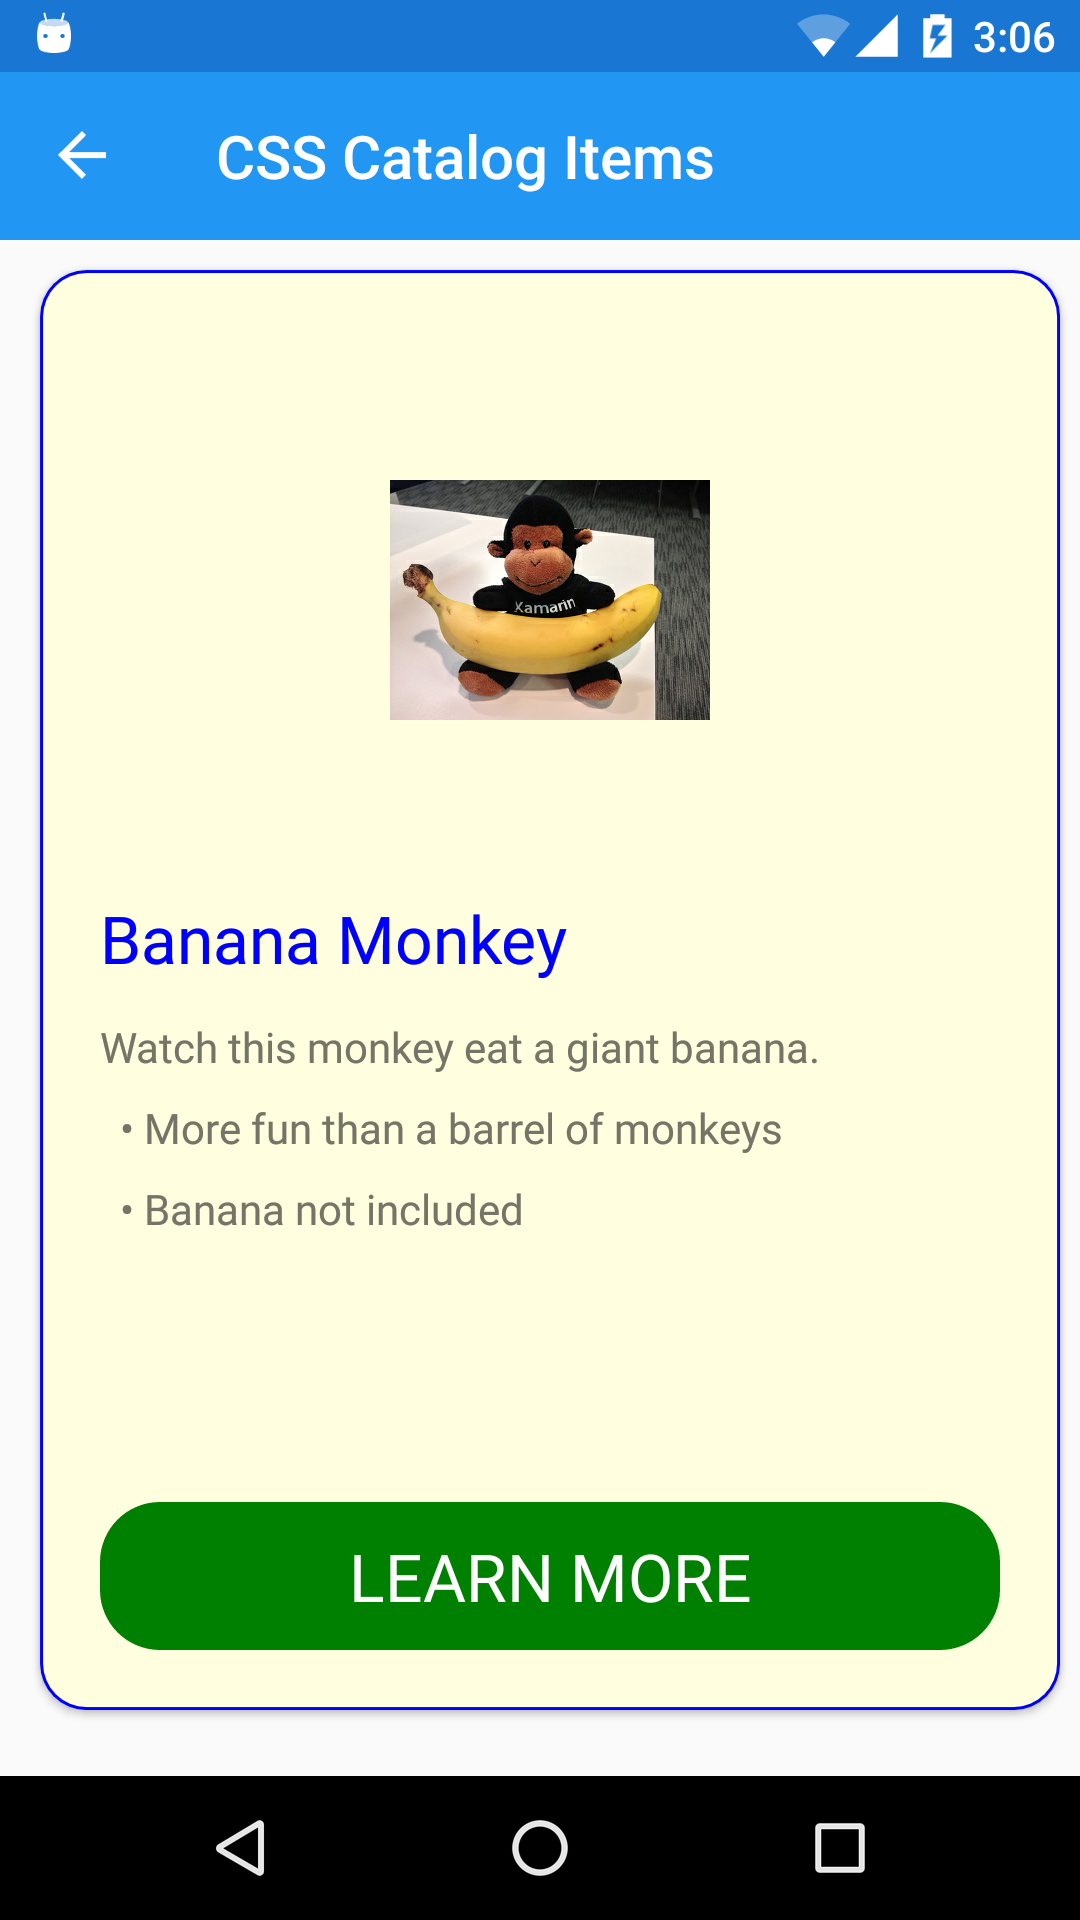 3:06
CSS Catalog Items
Xamarin
Banana Monkey
Watch this monkey eat a giant banana.
• More fun than a barrel of monkeys
• Banana not included
LEARN MORE